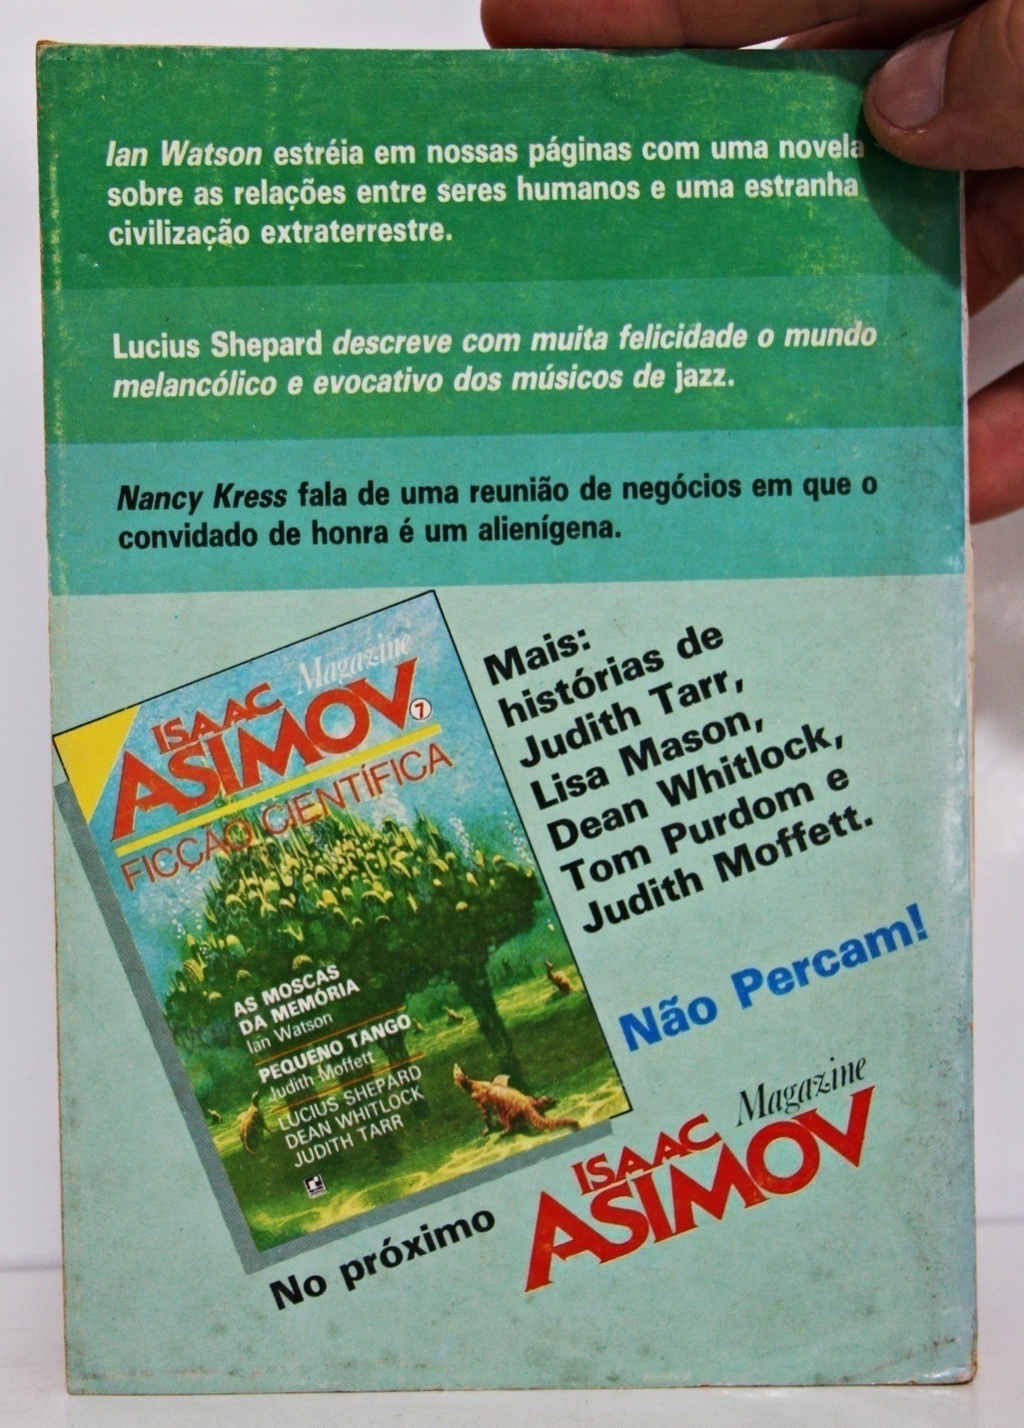 Ian Watson estréia em nossas páginas com uma novela
sobre as relações entre seres humanos e uma estranha
civilização extraterrestre.
Lucius Shepard descreve com muita felicidade o mundo
melancólico e evocativo dos músicos de jazz.
Nancy Kress fala de uma reunião de negócios em que o
convidado de honra é um alienígena.
Magazine
ISAAC
ASIMOV
7
FICÇÃO CIENTÍFICA
AS MOSCAS
DA MEMÓRIA
Ian Watson
PEQUENO TANGO
Judith Moffett
LUCIUS SHEPARD
DEAN WHITLOCK
JUDITH TARR
Mais:
histórias de
Judith Tarr,
Lisa Mason,
Dean Whitlock,
Tom Purdom e
Judith Moffett.
Não Percam!
No próximo
Magazine
ISAAC
ASIMOV